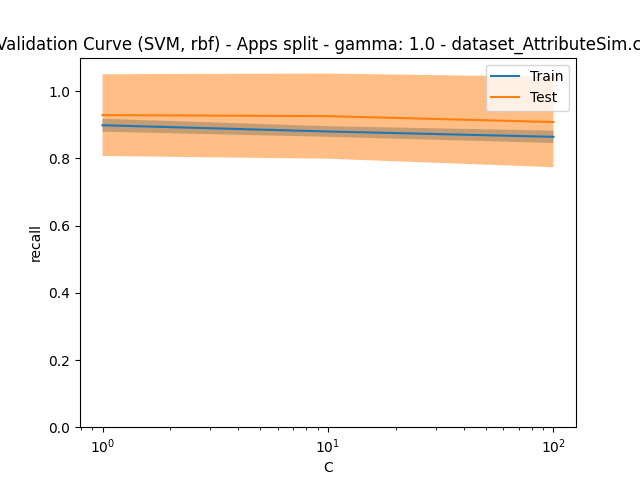 Validation Curve (SVM, rbf) - Apps split - gamma: 1.0 - dataset_AttributeSim.c
Train
Test
1.0
0.8
0.6
0.4
0.2
0.0
recall
10⁰
10¹
10²
C